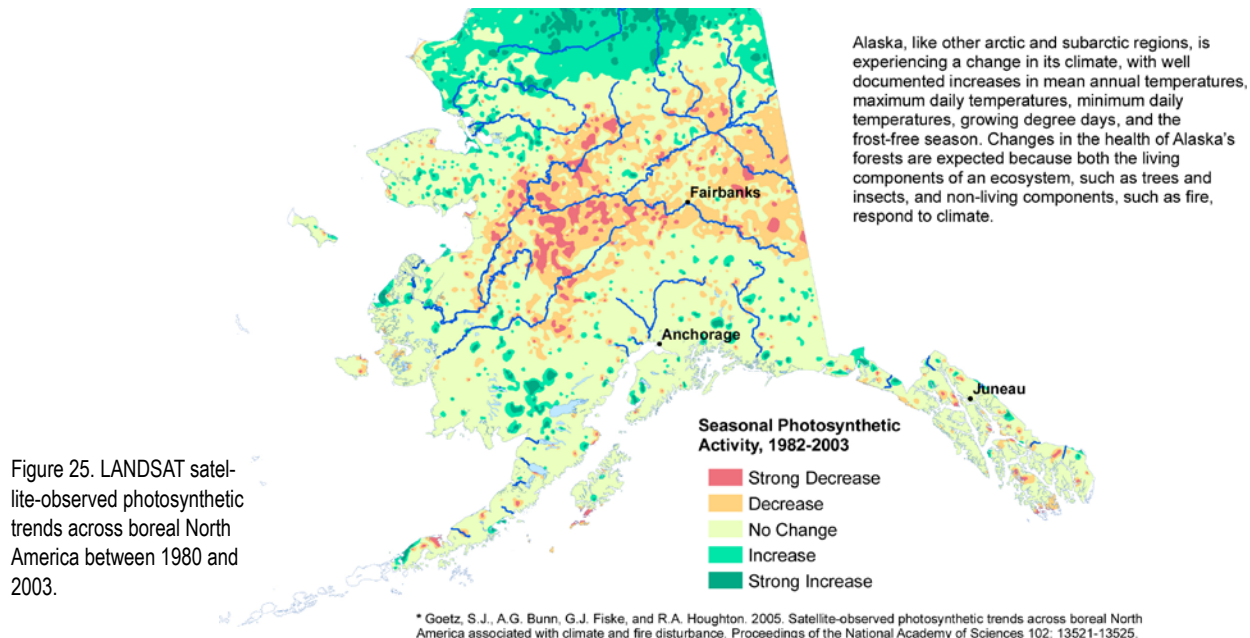 Alaska, like other arctic and subarctic regions, is
experiencing a change in its climate, with well
documented increases in mean annual temperatures,
maximum daily temperatures, minimum daily
temperatures, growing degree days, and the
frost-free season. Changes in the health of Alaska's
forests are expected because both the living
components of an ecosystem, such as trees and
insects, and non-living components, such as fire,
respond to climate.
Fairbanks
Anchorage
Juneau
Seasonal Photosynthetic
Activity, 1982-2003
Strong Decrease
Decrease
No Change
Increase
Strong Increase
Figure 25. LANDSAT satel-
lite-observed photosynthetic
trends across boreal North
America between 1980 and
2003.
* Goetz, S.J., A.G. Bunn, G.J. Fiske, and R.A. Houghton. 2005. Satellite-observed photosynthetic trends across boreal North
America associated with climate and fire disturbance. Proceedings of the National Academy of Sciences 102: 13521-13526.